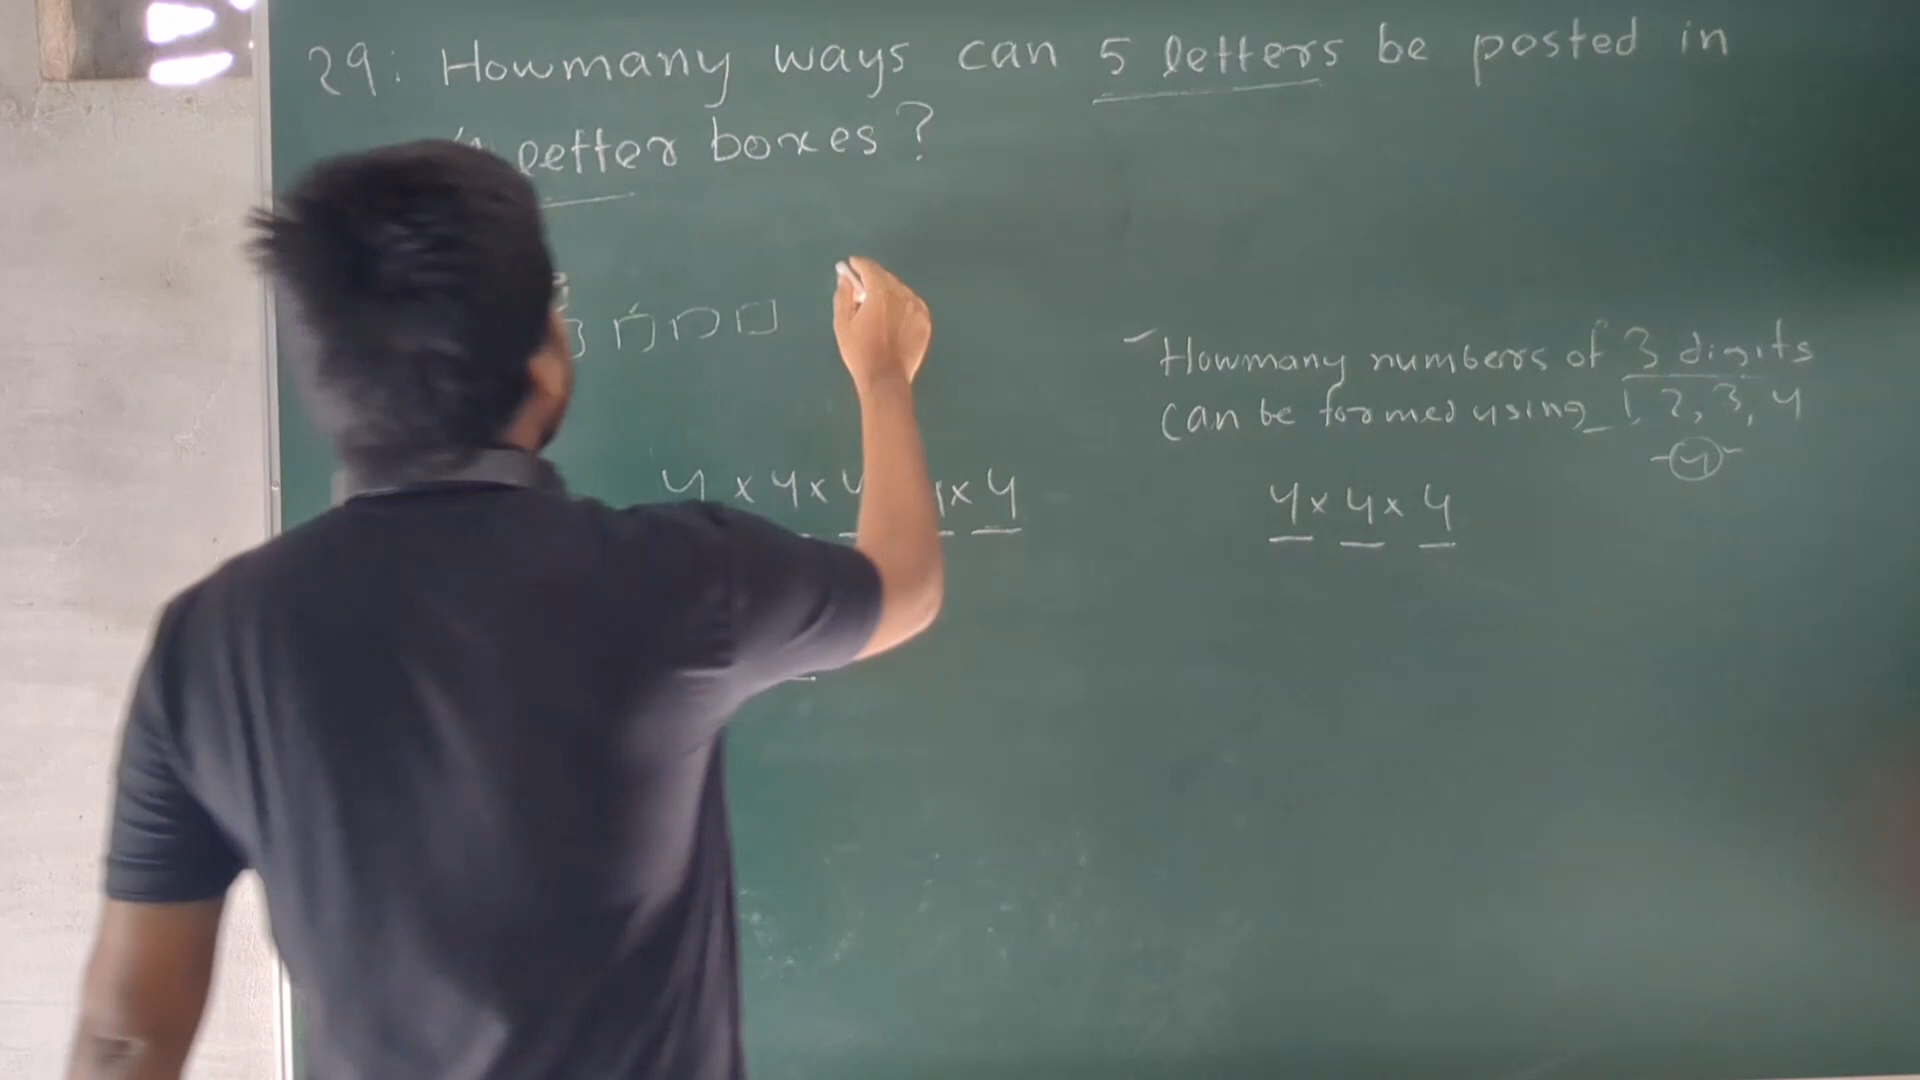 29: Howmany ways can 5 letters be posted in
letter boxes?
Howmany numbers of 3 digits
can be formed using 1, 2, 3, 4
4
4 x 4 x 4 x 4
4 x 4 x 4